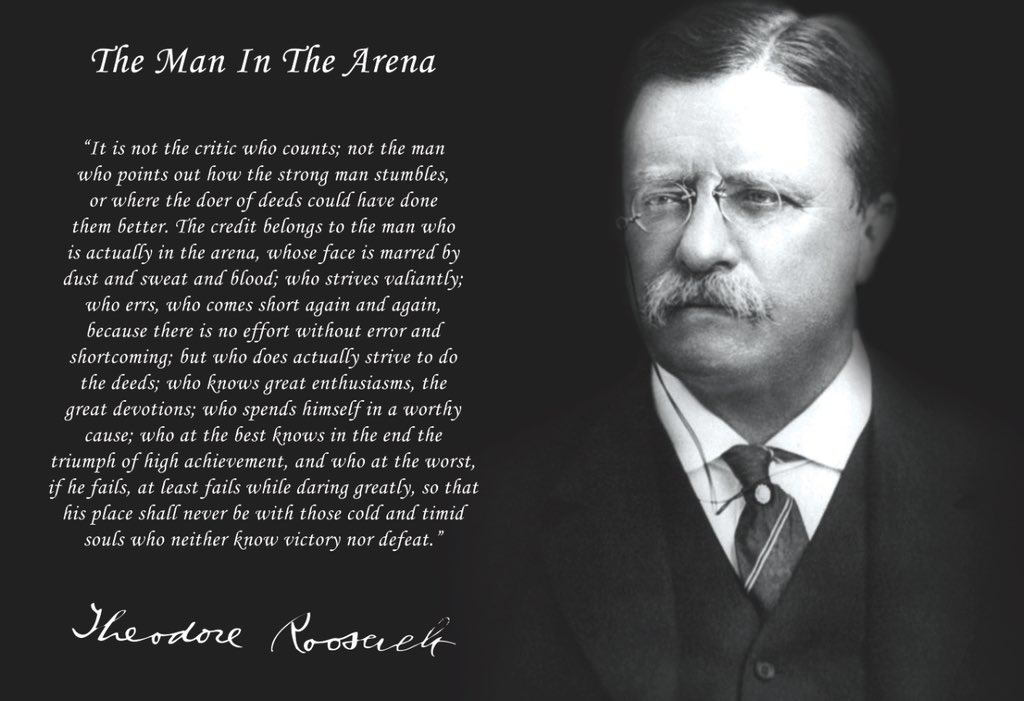 The Man In The Arena
“It is not the critic who counts; not the man
who points out how the strong man stumbles,
or where the doer of deeds could have done
them better. The credit belongs to the man who
is actually in the arena, whose face is marred by
dust and sweat and blood; who strives valiantly;
who errs, who comes short again and again,
because there is no effort without error and
shortcoming; but who does actually strive to do
the deeds; who knows great enthusiasms, the
great devotions; who spends himself in a worthy
cause; who at the best knows in the end the
triumph of high achievement, and who at the worst,
if he fails, at least fails while daring greatly, so that
his place shall never be with those cold and timid
souls who neither know victory nor defeat.”
Theodore Roosevelt